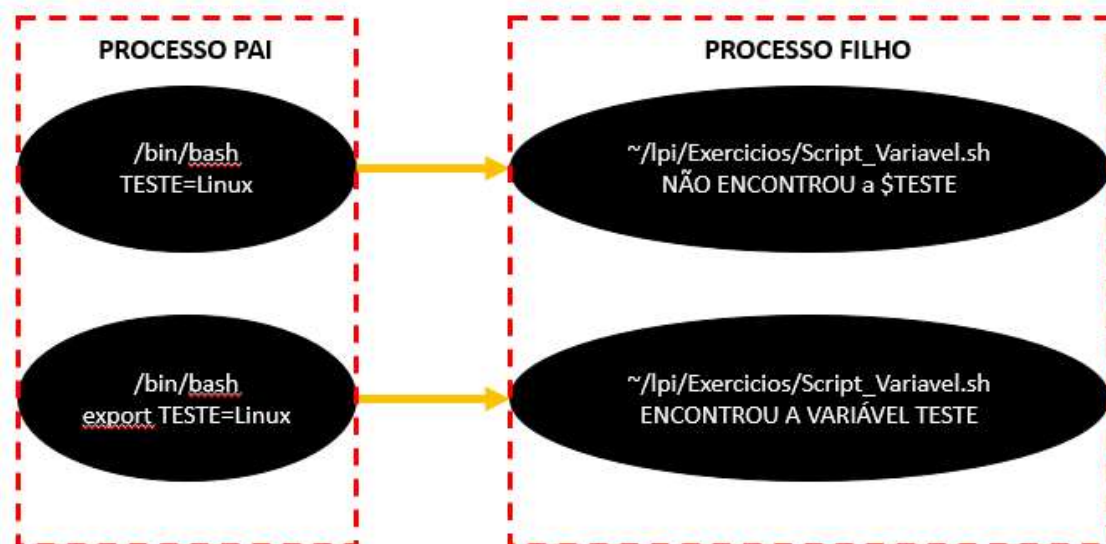 PROCESSO PAI
PROCESSO FILHO
/bin/bash
TESTE=Linux
~/lpi/Exercicios/Script_Variavel.sh
NÃO ENCONTROU a $TESTE
/bin/bash
export TESTE=Linux
~/lpi/Exercicios/Script_Variavel.sh
ENCONTROU A VARIÁVEL TESTE